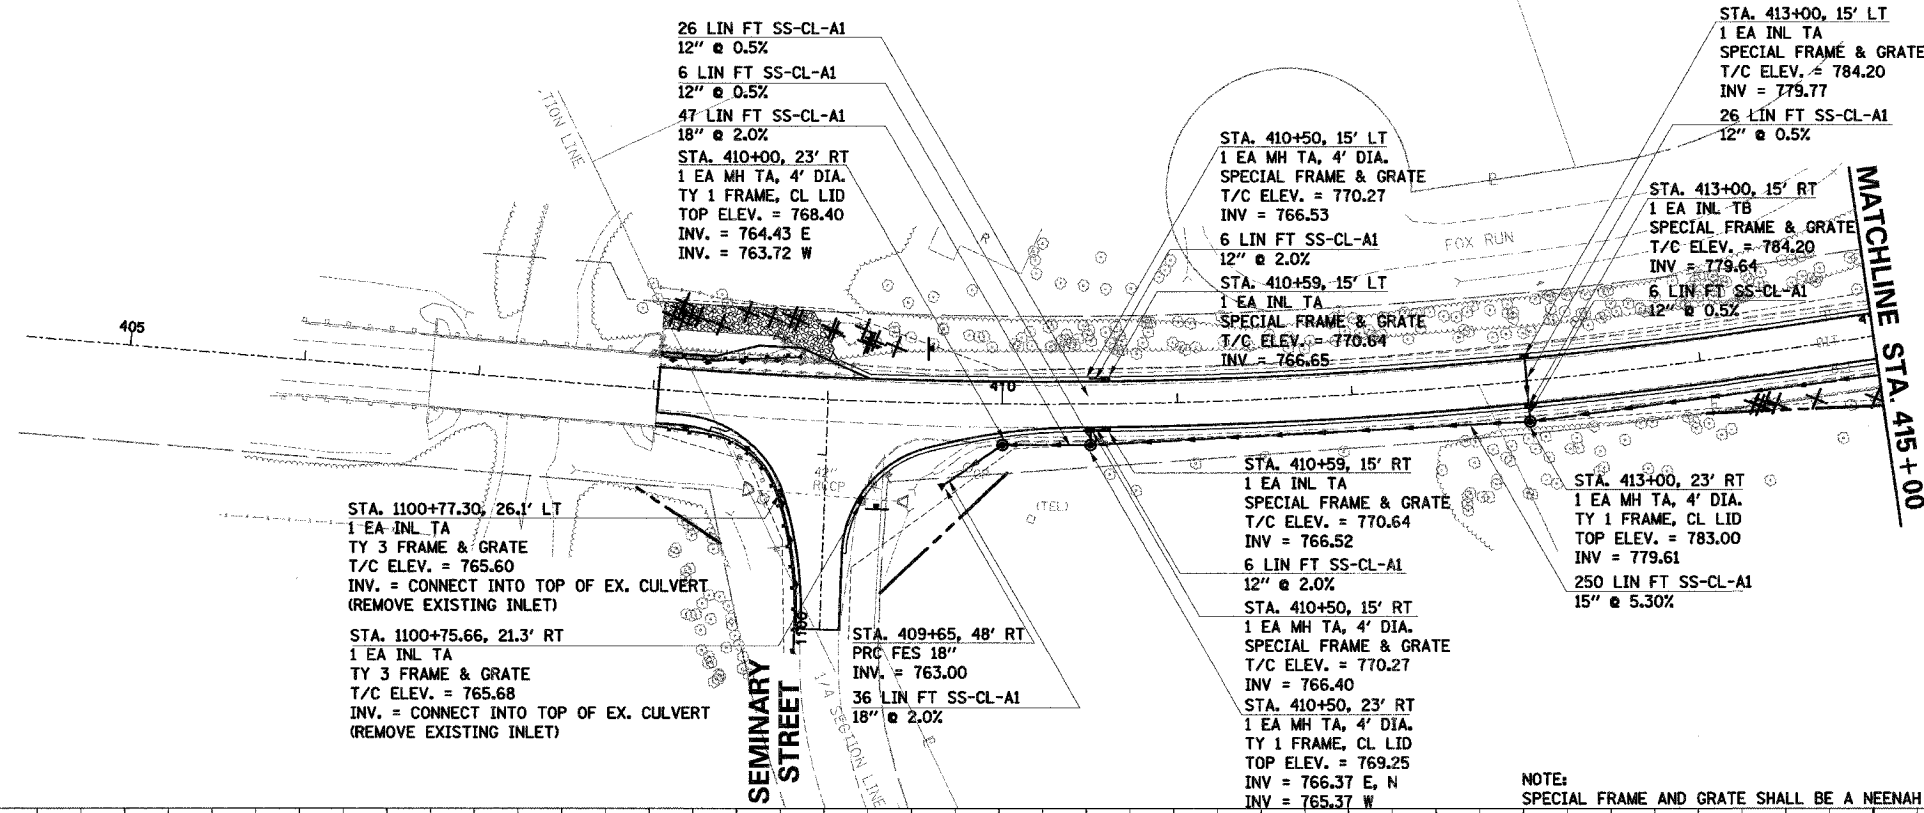 26 LIN FT SS-CL-A1
12" @ 0.5%
6 LIN FT SS-CL-A1
12" @ 0.5%
47 LIN FT SS-CL-A1
18" @ 2.0%
STA. 410+00, 23' RT
1 EA MH TA, 4' DIA.
TY 1 FRAME, CL LID
TOP ELEV. = 768.40
INV. = 764.43 E
INV. = 763.72 W
STA. 410+50, 15' LT
1 EA MH TA, 4' DIA.
SPECIAL FRAME & GRATE
T/C ELEV. = 770.27
INV = 766.53
6 LIN FT SS-CL-A1
12" @ 2.0%
STA. 410+59, 15' LT
1 EA INL TA
SPECIAL FRAME & GRATE
T/C ELEV. = 770.64
INV = 766.65
STA. 413+00, 15' LT
1 EA INL TA
SPECIAL FRAME & GRATE
T/C ELEV. = 784.20
INV = 779.77
26 LIN FT SS-CL-A1
12" @ 0.5%
STA. 413+00, 15' RT
1 EA INL TB
SPECIAL FRAME & GRATE
T/C ELEV. = 784.20
INV = 779.64
6 LIN FT SS-CL-A1
12" @ 0.5%
MATCHLINE STA. 415+00
FOX RUN
TION LINE
405
410
RCP
(TEL)
STA. 1100+77.30, 26.1' LT
1 EA INL TA
TY 3 FRAME & GRATE
T/C ELEV. = 765.60
INV. = CONNECT INTO TOP OF EX. CULVERT
(REMOVE EXISTING INLET)
STA. 1100+75.66, 21.3' RT
1 EA INL TA
TY 3 FRAME & GRATE
T/C ELEV. = 765.68
INV. = CONNECT INTO TOP OF EX. CULVERT
(REMOVE EXISTING INLET)
1100
SEMINARY
STREET
1/4 SECTION LINE
STA. 409+65, 48' RT
PRC FES 18"
INV. = 763.00
36 LIN FT SS-CL-A1
18" @ 2.0%
STA. 410+59, 15' RT
1 EA INL TA
SPECIAL FRAME & GRATE
T/C ELEV. = 770.64
INV = 766.52
6 LIN FT SS-CL-A1
12" @ 2.0%
STA. 410+50, 15' RT
1 EA MH TA, 4' DIA.
SPECIAL FRAME & GRATE
T/C ELEV. = 770.27
INV = 766.40
STA. 410+50, 23' RT
1 EA MH TA, 4' DIA.
TY 1 FRAME, CL LID
TOP ELEV. = 769.25
INV = 766.37 E, N
INV = 765.37 W
STA. 413+00, 23' RT
1 EA MH TA, 4' DIA.
TY 1 FRAME, CL LID
TOP ELEV. = 783.00
INV = 779.61
250 LIN FT SS-CL-A1
15" @ 5.30%
NOTE:
SPECIAL FRAME AND GRATE SHALL BE A NEENAH